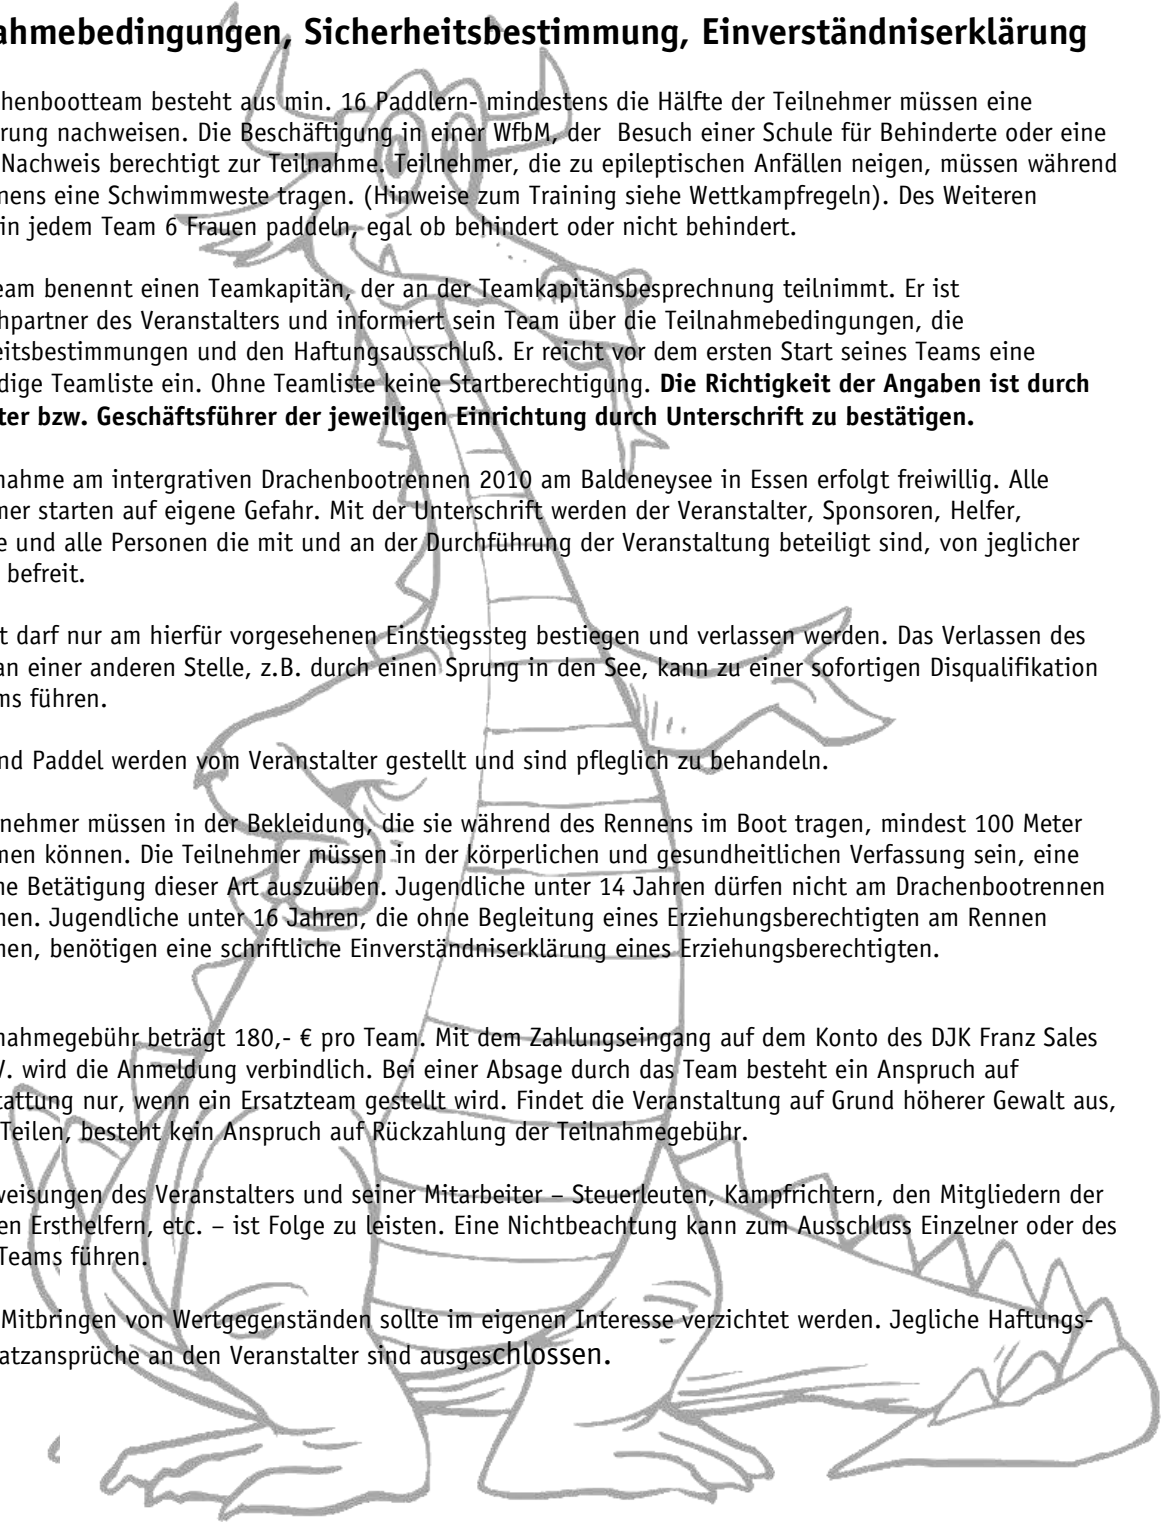 ahmebedingungen, Sicherheitsbestimmung, Einverständniserklärung
henbootteam besteht aus min. 16 Paddlern- mindestens die Hälfte der Teilnehmer müssen eine
rung nachweisen. Die Beschäftigung in einer WfbM, der Besuch einer Schule für Behinderte oder eine
Nachweis berechtigt zur Teilnahme. Teilnehmer, die zu epileptischen Anfällen neigen, müssen während
nens eine Schwimmweste tragen. (Hinweise zum Training siehe Wettkampfregeln). Des Weiteren
in jedem Team 6 Frauen paddeln, egal ob behindert oder nicht behindert.
eam benennt einen Teamkapitän, der an der Teamkapitänsbesprechnung teilnimmt. Er ist
hpartner des Veranstalters und informiert sein Team über die Teilnahmebedingungen, die
eitsbestimmungen und den Haftungsausschluß. Er reicht vor dem ersten Start seines Teams eine
dige Teamliste ein. Ohne Teamliste keine Startberechtigung. Die Richtigkeit der Angaben ist durch
ter bzw. Geschäftsführer der jeweiligen Einrichtung durch Unterschrift zu bestätigen.
nahme am intergrativen Drachenbootrennen 2010 am Baldeneysee in Essen erfolgt freiwillig. Alle
mer starten auf eigene Gefahr. Mit der Unterschrift werden der Veranstalter, Sponsoren, Helfer,
e und alle Personen die mit und an der Durchführung der Veranstaltung beteiligt sind, von jeglicher
befreit.
t darf nur am hierfür vorgesehenen Einstiegssteg bestiegen und verlassen werden. Das Verlassen des
an einer anderen Stelle, z.B. durch einen Sprung in den See, kann zu einer sofortigen Disqualifikation
ms führen.
nd Paddel werden vom Veranstalter gestellt und sind pfleglich zu behandeln.
nehmer müssen in der Bekleidung, die sie während des Rennens im Boot tragen, mindest 100 Meter
men können. Die Teilnehmer müssen in der körperlichen und gesundheitlichen Verfassung sein, eine
he Betätigung dieser Art auszuüben. Jugendliche unter 14 Jahren dürfen nicht am Drachenbootrennen
men. Jugendliche unter 16 Jahren, die ohne Begleitung eines Erziehungsberechtigten am Rennen
men, benötigen eine schriftliche Einverständniserklärung eines Erziehungsberechtigten.
nahmegebühr beträgt 180,- € pro Team. Mit dem Zahlungseingang auf dem Konto des DJK Franz Sales
V. wird die Anmeldung verbindlich. Bei einer Absage durch das Team besteht ein Anspruch auf
tattung nur, wenn ein Ersatzteam gestellt wird. Findet die Veranstaltung auf Grund höherer Gewalt aus,
Teilen, besteht kein Anspruch auf Rückzahlung der Teilnahmegebühr.
weisungen des Veranstalters und seiner Mitarbeiter – Steuerleuten, Kampfrichtern, den Mitgliedern der
en Ersthelfern, etc. – ist Folge zu leisten. Eine Nichtbeachtung kann zum Ausschluss Einzelner oder des
Teams führen.
Mitbringen von Wertgegenständen sollte im eigenen Interesse verzichtet werden. Jegliche Haftungs-
atzansprüche an den Veranstalter sind ausgeschlossen.